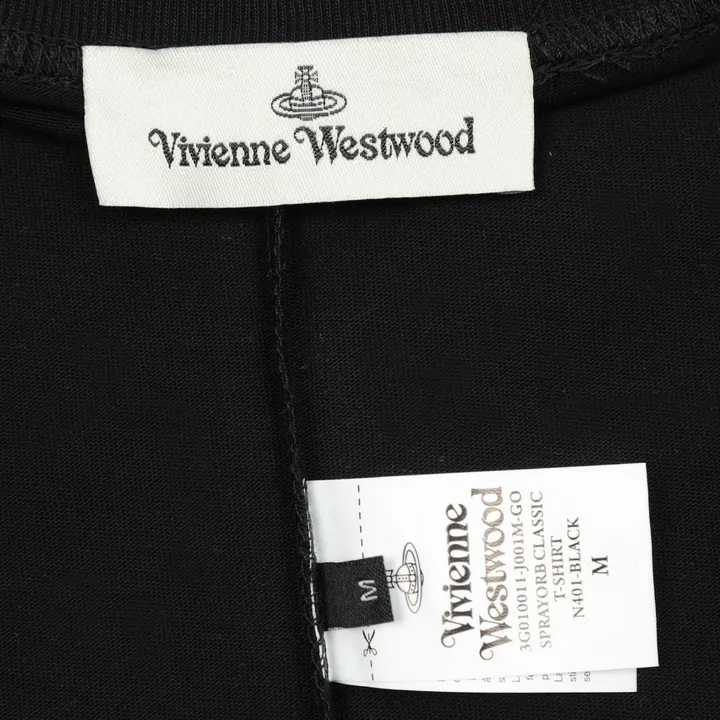 Vivienne Westwood
M
Vivienne
Westwood
3G010011-J001M-GO
SPRAYORB CLASSIC
T-SHIRT
N401-BLACK
M